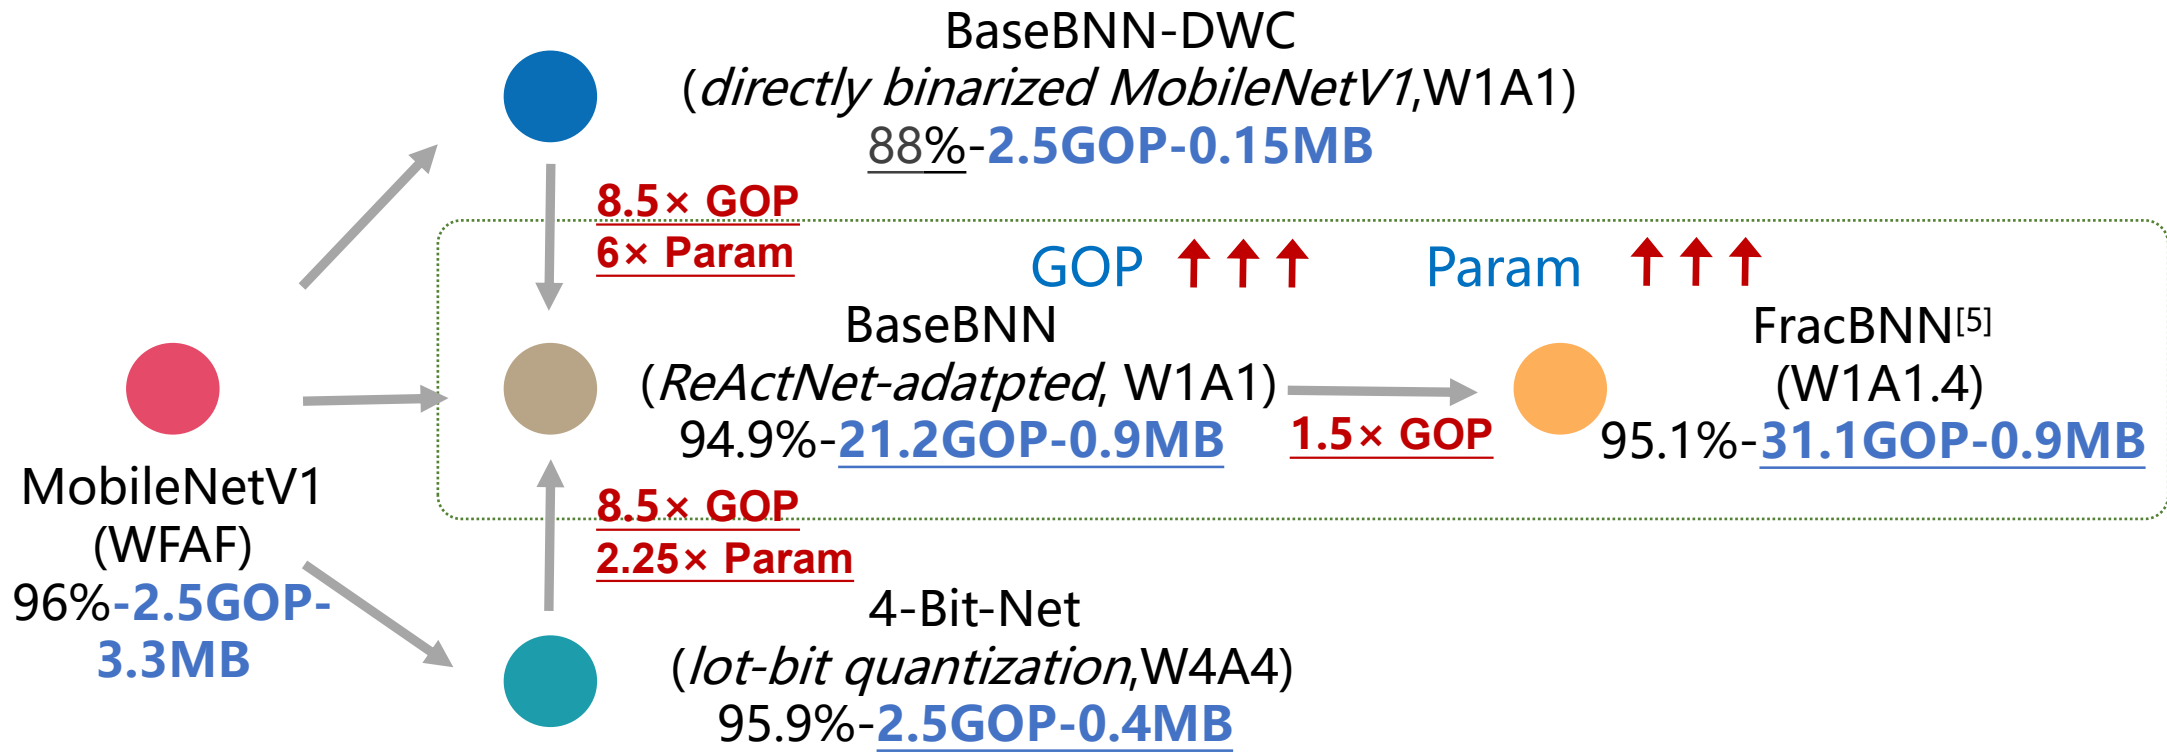 BaseBNN-DWC
(directly binarized MobileNetV1,W1A1)
88%-2.5GOP-0.15MB
8.5× GOP
6× Param
GOP
Param
BaseBNN
(ReActNet-adatpted, W1A1)
94.9%-21.2GOP-0.9MB
1.5× GOP
FracBNN[5]
(W1A1.4)
95.1%-31.1GOP-0.9MB
MobileNetV1
(WFAF)
96%-2.5GOP-
3.3MB
8.5× GOP
2.25× Param
4-Bit-Net
(lot-bit quantization,W4A4)
95.9%-2.5GOP-0.4MB